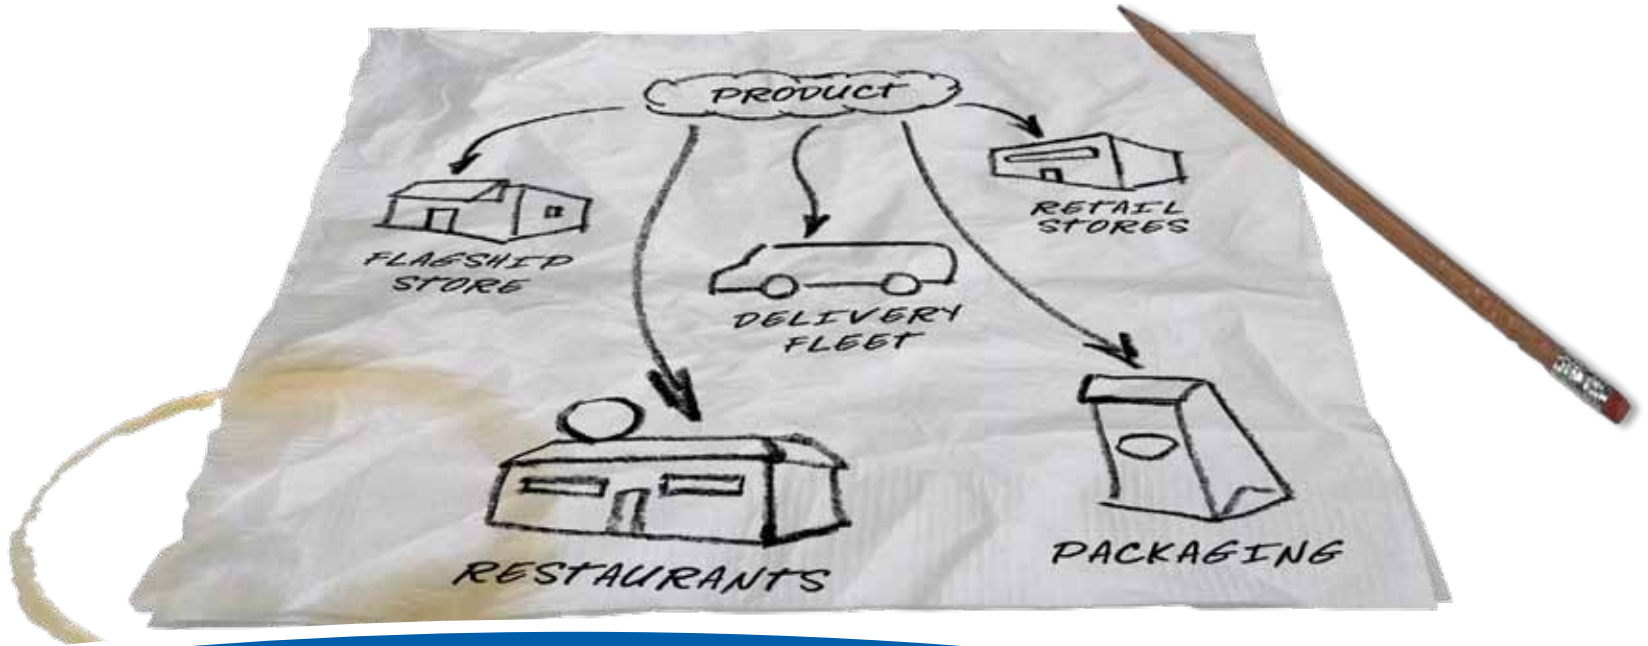 PRODUCT
RETAIL
STORES
FLAGSHIP
STORE
DELIVERY
FLEET
RESTAURANTS
PACKAGING